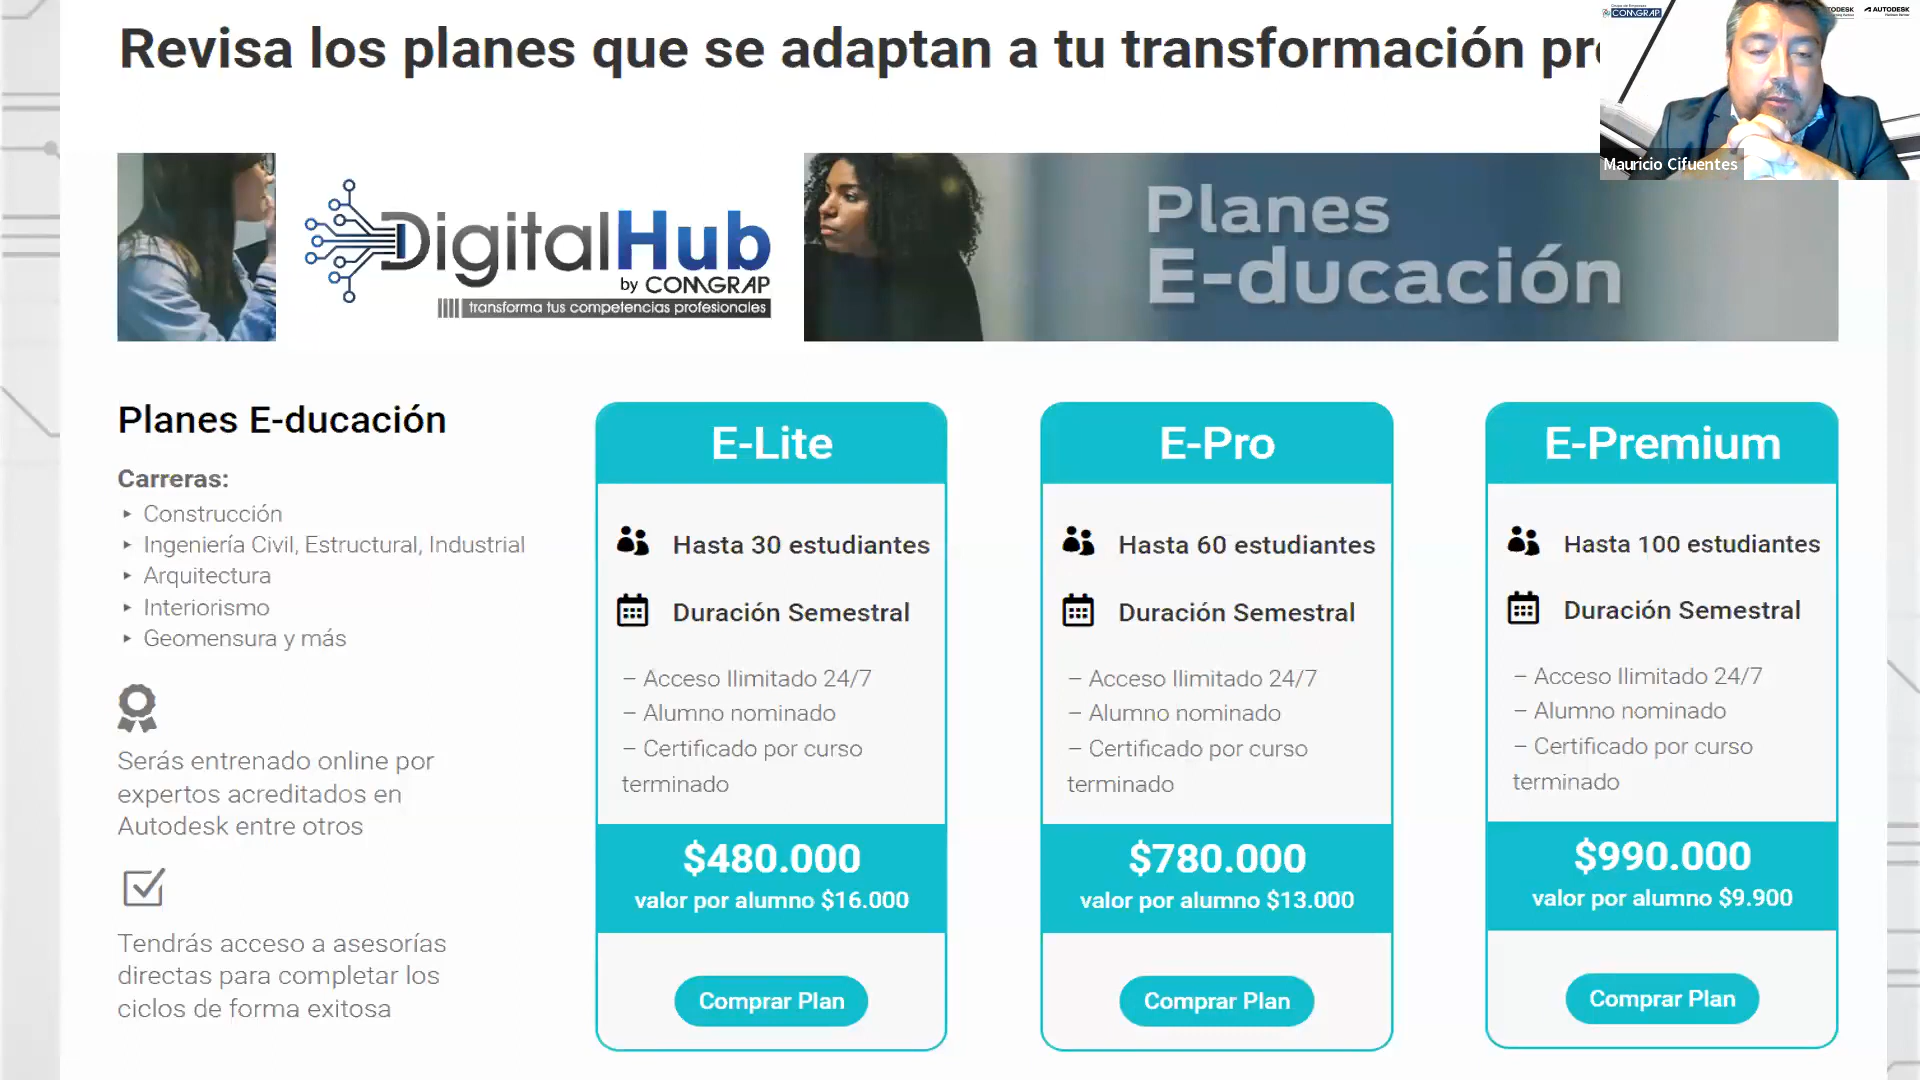 Revisa los planes que se adaptan a tu transformación
COMGRAP
AUTODESK
Mauricio Cifuentes
DigitalHub
by COMGRAP
transforma tus competencias profesionales
Planes
E-ducación
Planes E-ducación
Carreras:
Construcción
Ingeniería Civil, Estructural, Industrial
Arquitectura
Interiorismo
Geomensura y más
Serás entrenado online por
expertos acreditados en
Autodesk entre otros
Tendrás acceso a asesorías
directas para completar los
ciclos de forma exitosa
E-Lite
Hasta 30 estudiantes
Duración Semestral
– Acceso Ilimitado 24/7
– Alumno nominado
– Certificado por curso
terminado
$480.000
valor por alumno $16.000
Comprar Plan
E-Pro
Hasta 60 estudiantes
Duración Semestral
– Acceso Ilimitado 24/7
– Alumno nominado
– Certificado por curso
terminado
$780.000
valor por alumno $13.000
Comprar Plan
E-Premium
Hasta 100 estudiantes
Duración Semestral
– Acceso Ilimitado 24/7
– Alumno nominado
– Certificado por curso
terminado
$990.000
valor por alumno $9.900
Comprar Plan